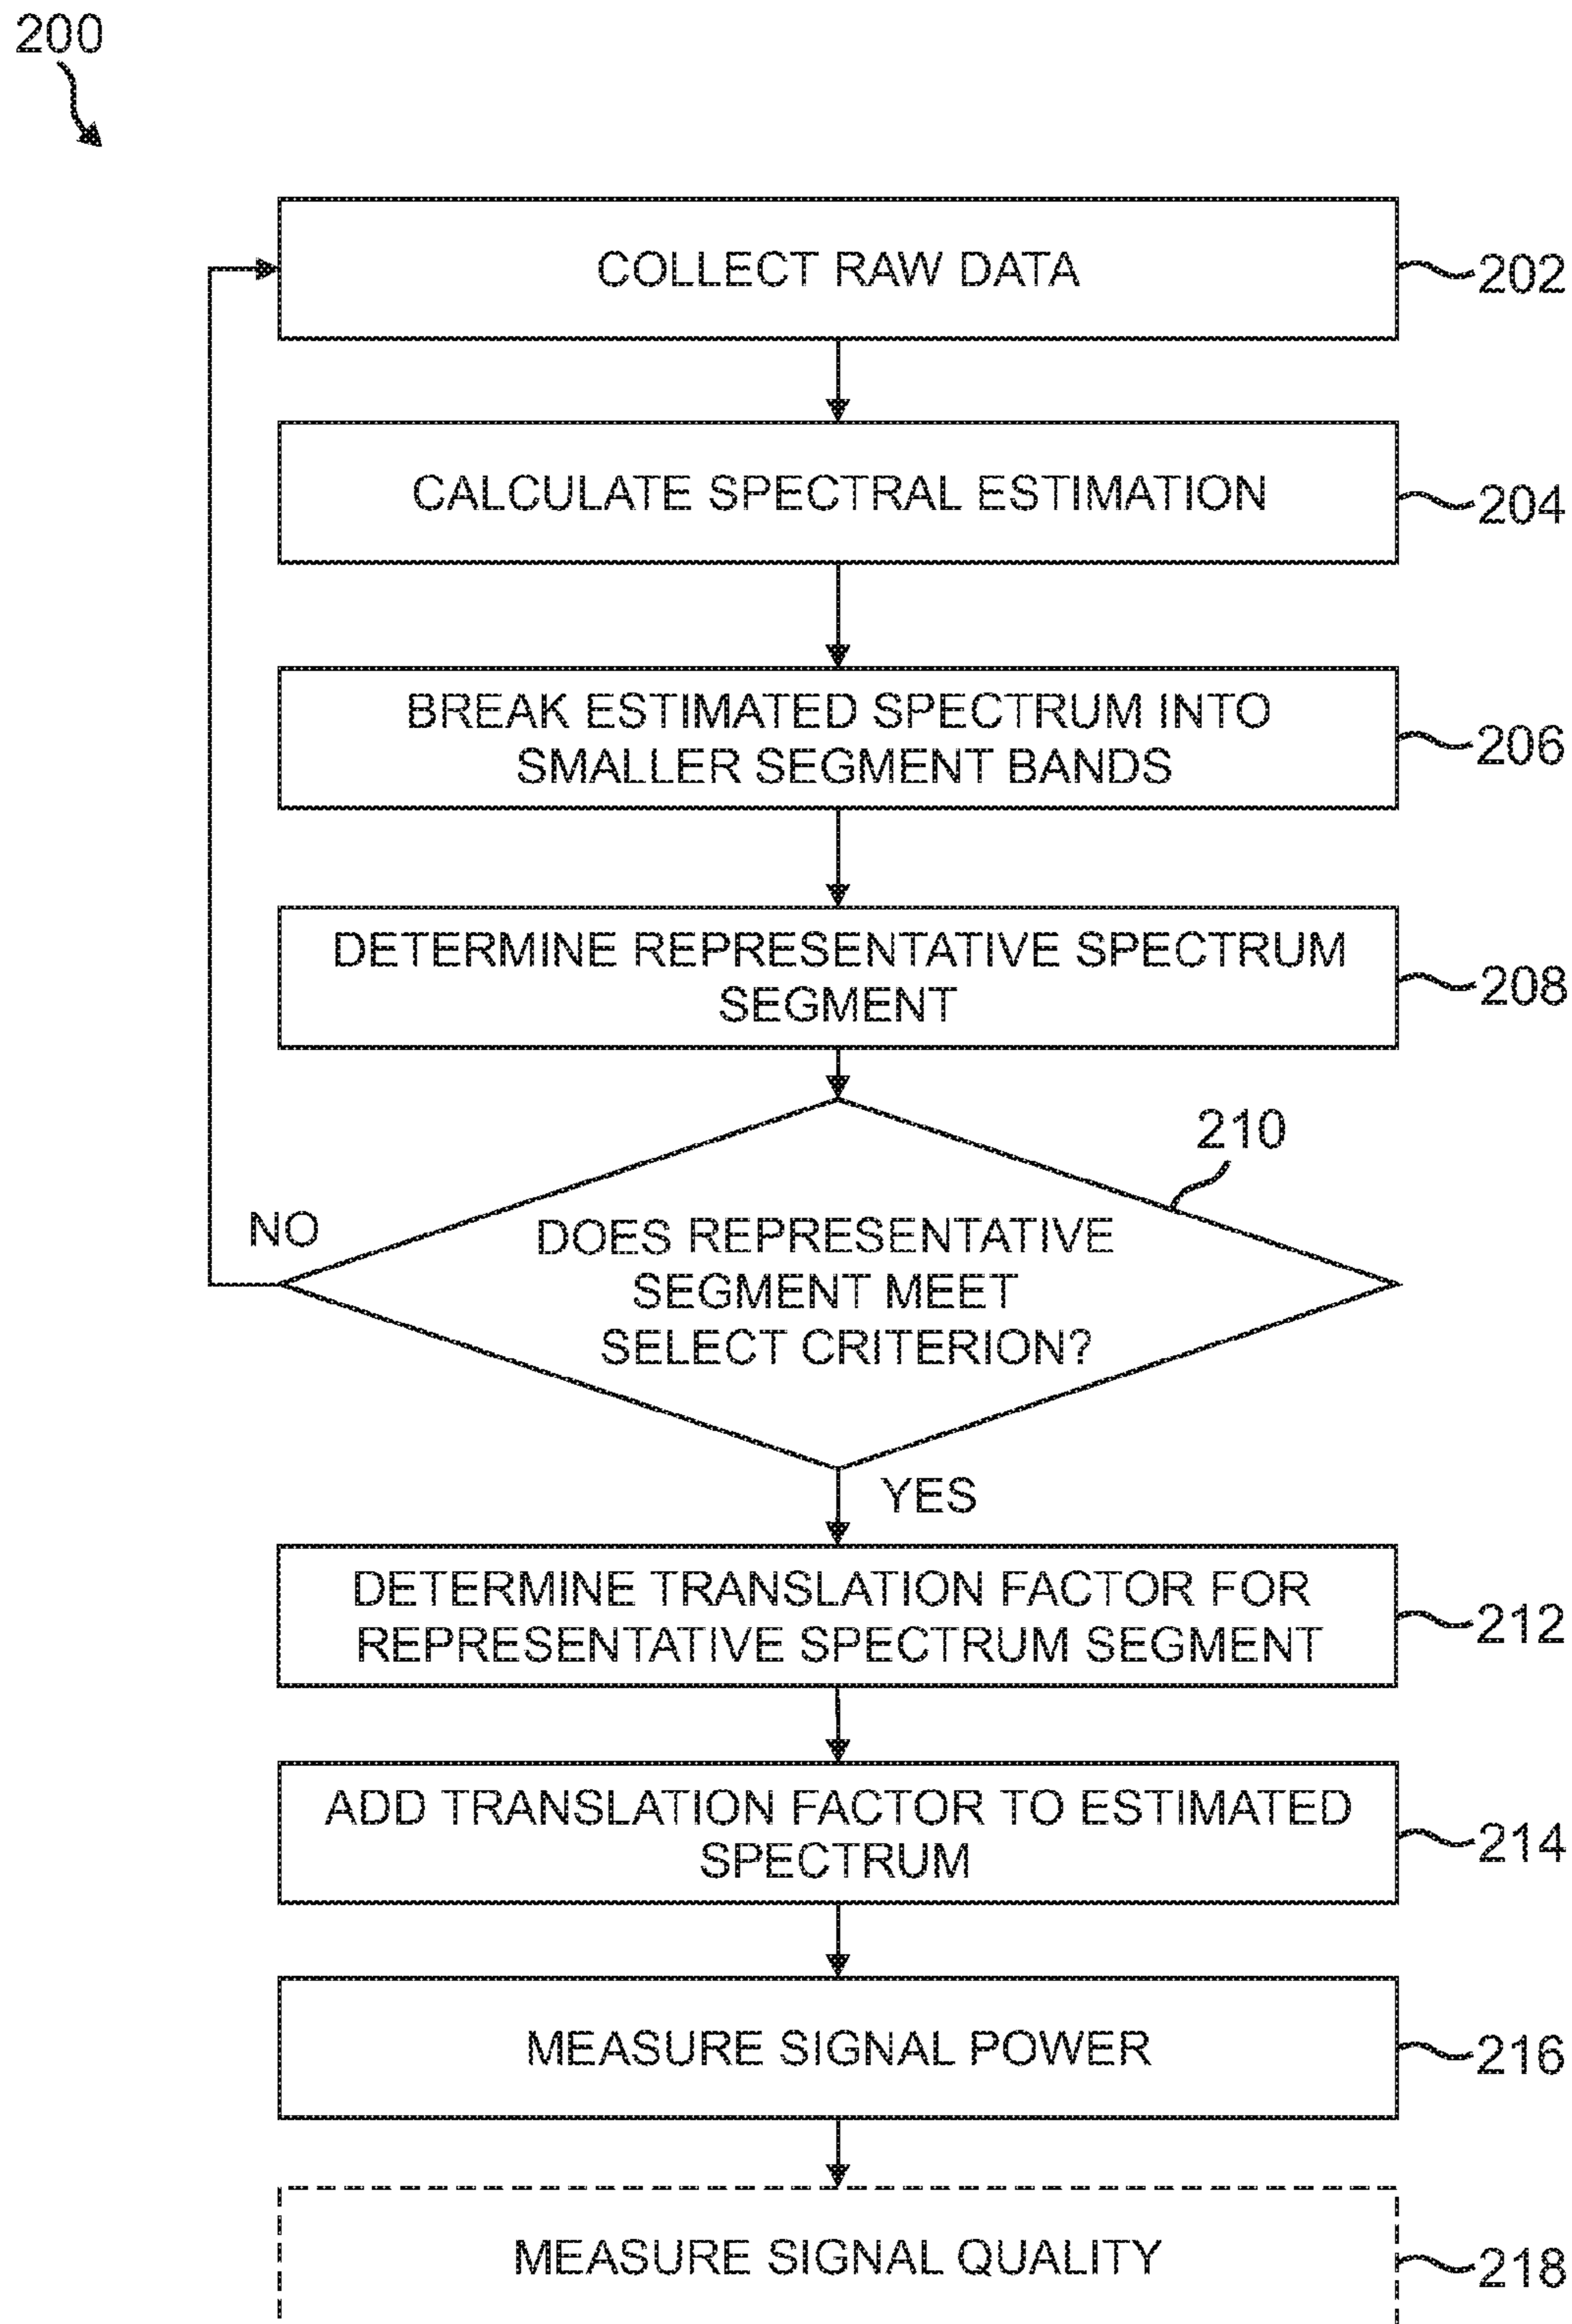 200
COLLECT RAW DATA
202
CALCULATE SPECTRAL ESTIMATION
204
BREAK ESTIMATED SPECTRUM INTO
SMALLER SEGMENT BANDS
206
DETERMINE REPRESENTATIVE SPECTRUM
SEGMENT
208
210
NO
DOES REPRESENTATIVE
SEGMENT MEET
SELECT CRITERION?
YES
DETERMINE TRANSLATION FACTOR FOR
REPRESENTATIVE SPECTRUM SEGMENT
212
ADD TRANSLATION FACTOR TO ESTIMATED
SPECTRUM
214
MEASURE SIGNAL POWER
216
MEASURE SIGNAL QUALITY
218